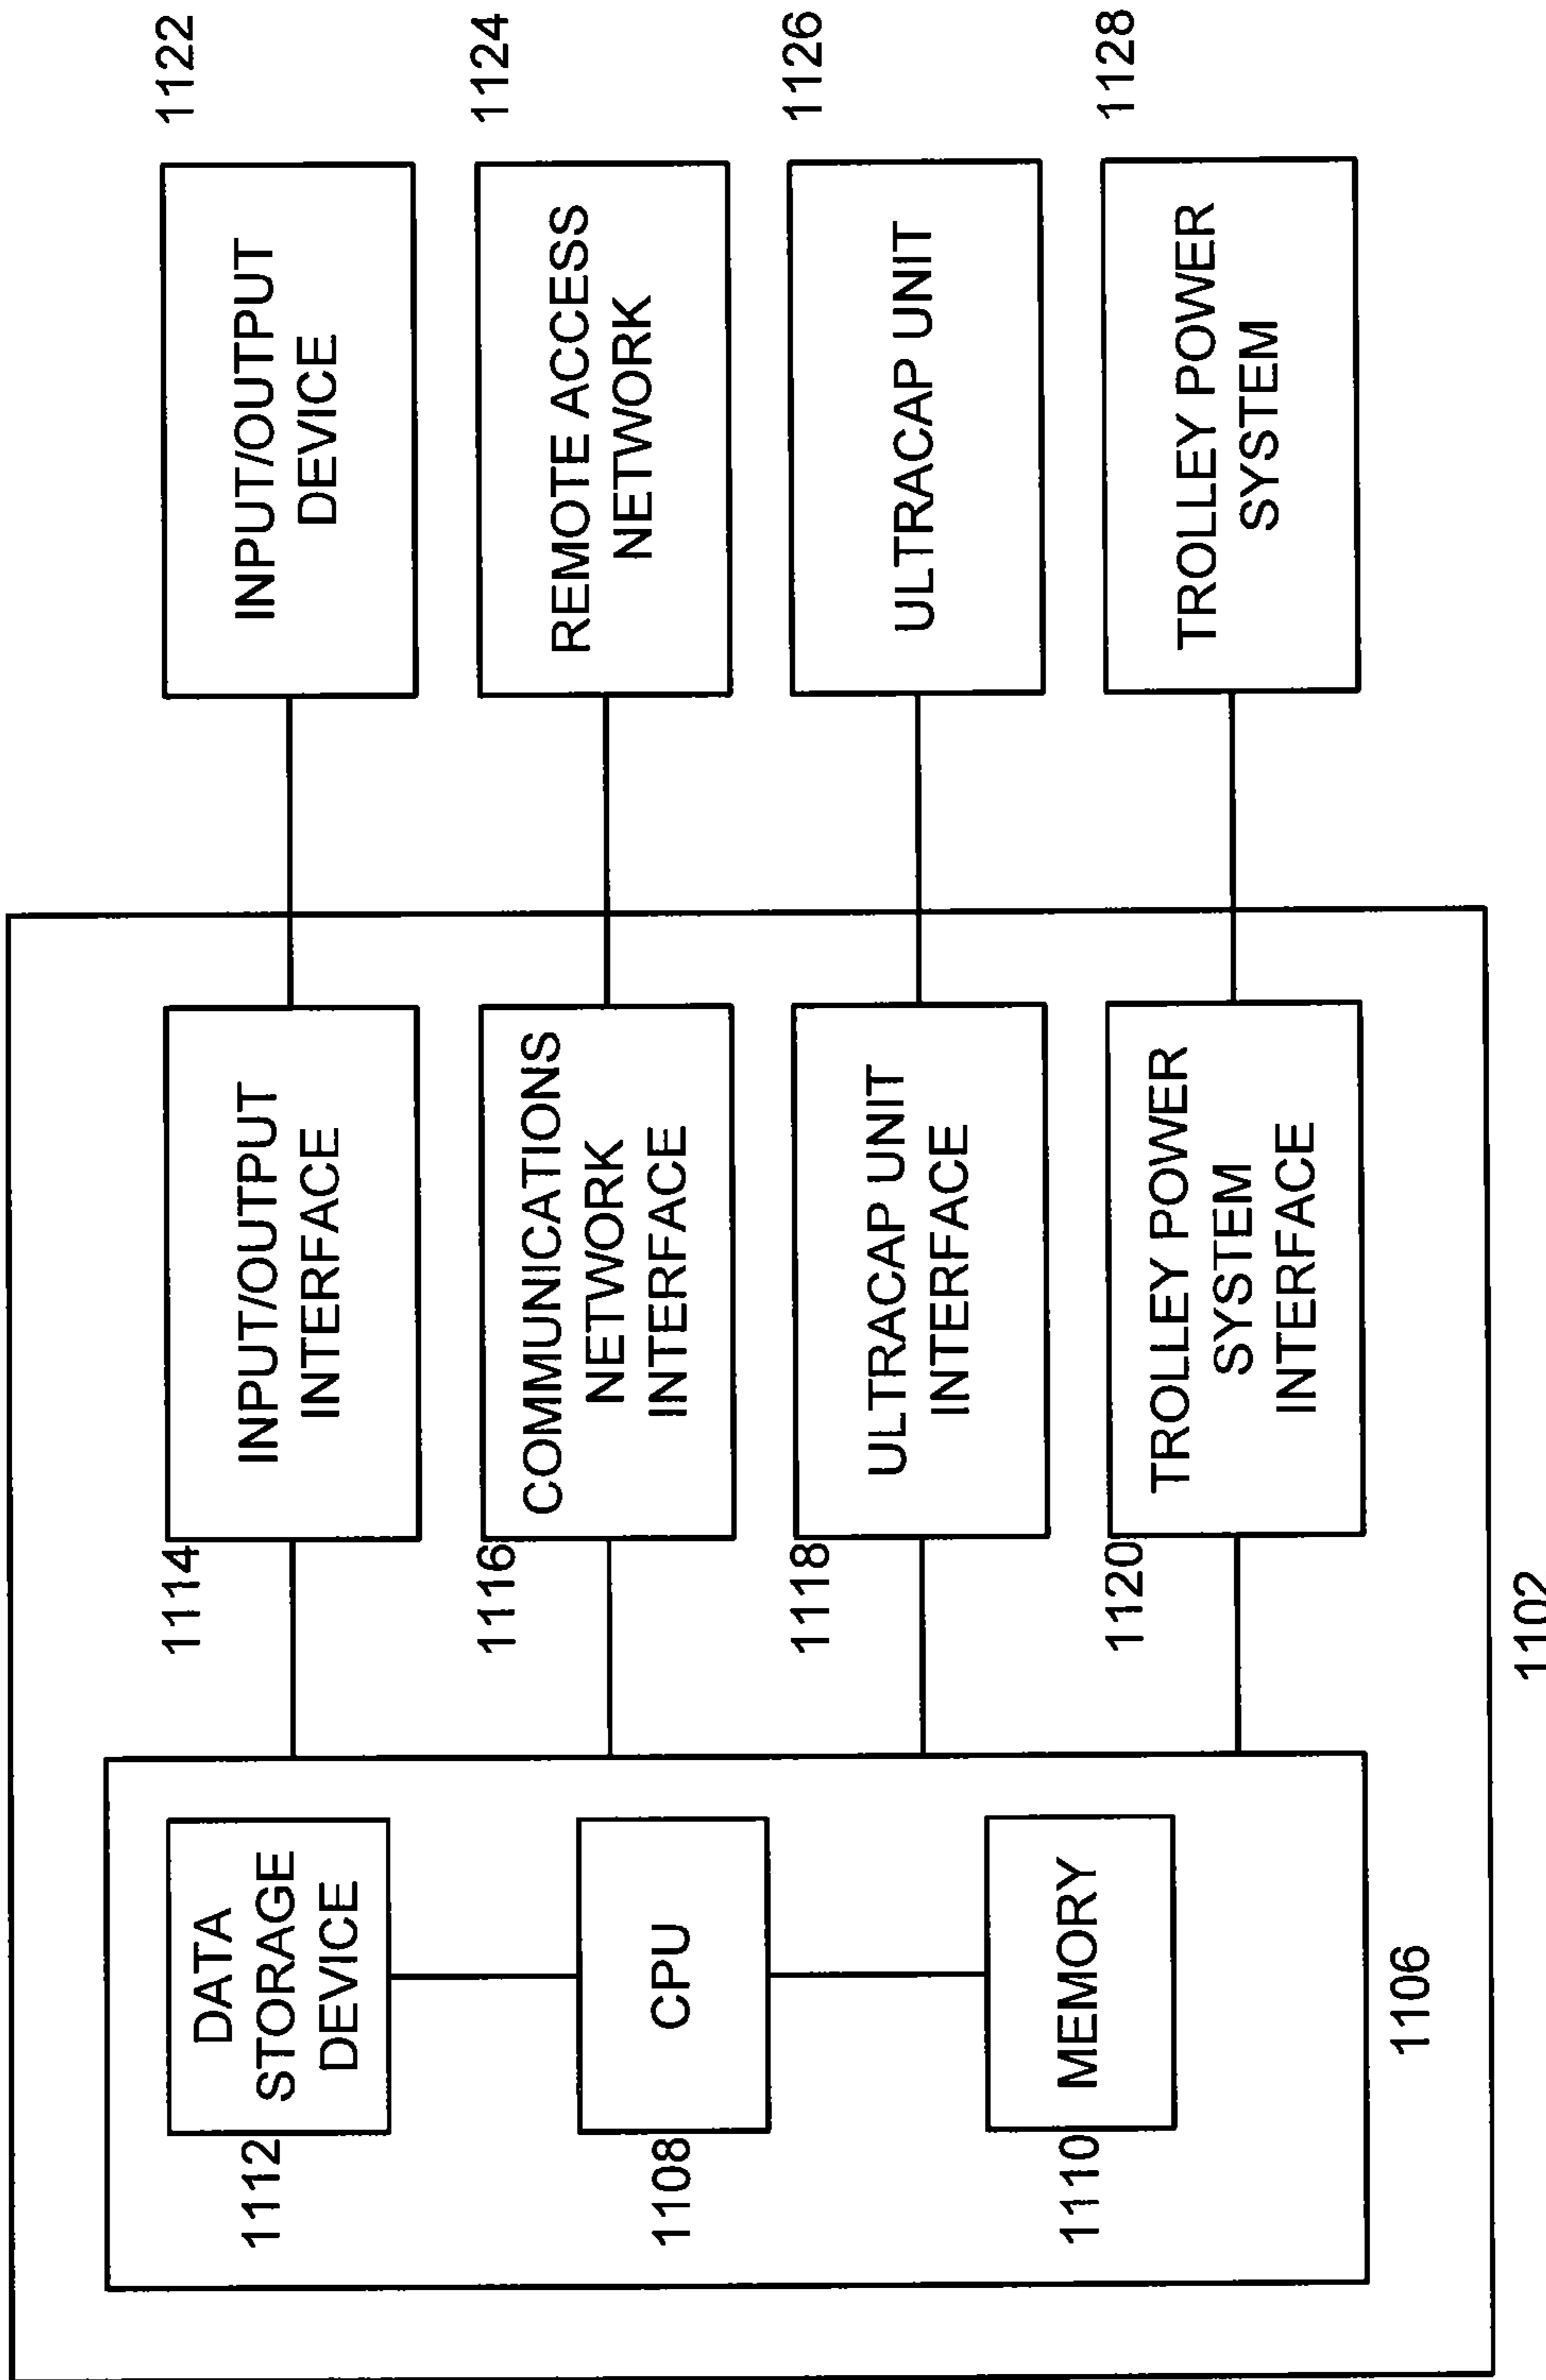 DATA
STORAGE
DEVICE
1112
CPU
1108
MEMORY
1110
1106
1114
INPUT/OUTPUT
INTERFACE
1116
COMMUNICATIONS
NETWORK
INTERFACE
1118
ULTRACAP UNIT
INTERFACE
1120
TROLLEY POWER
SYSTEM
INTERFACE
1102
INPUT/OUTPUT
DEVICE
1122
REMOTE ACCESS
NETWORK
1124
ULTRACAP UNIT
1126
TROLLEY POWER
SYSTEM
1128